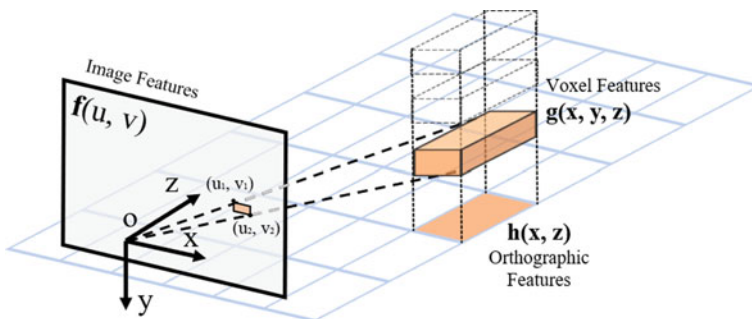 Image Features
f(u, v)
z
(u₁, v₁)
o
(u₂, v₂)
x
y
Voxel Features
g(x, y, z)
h(x, z)
Orthographic
Features